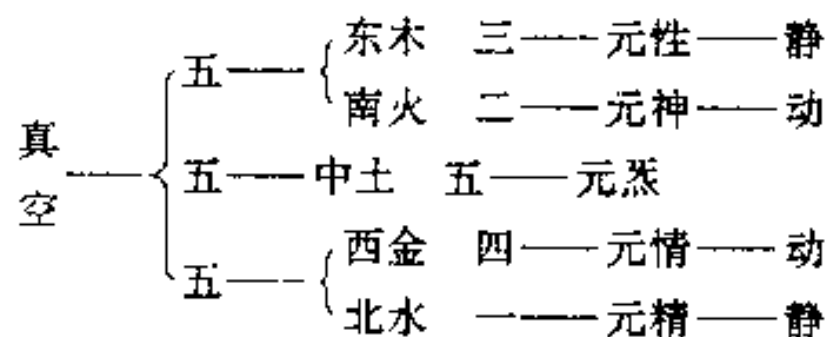 真空
五 —— 东木 三 —— 元性 —— 静
南火 二 —— 元神 —— 动
五 —— 中土 五 —— 元炁
五 —— 西金 四 —— 元情 —— 动
北水 一 —— 元精 —— 静